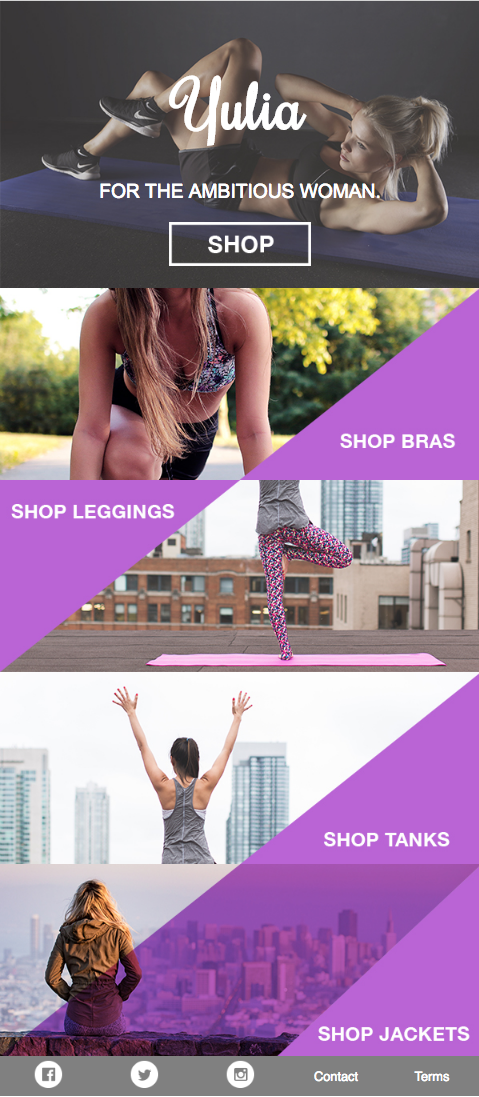 Yulia
FOR THE AMBITIOUS WOMAN.
SHOP
SHOP BRAS
SHOP LEGGINGS
SHOP TANKS
SHOP JACKETS
Contact
Terms